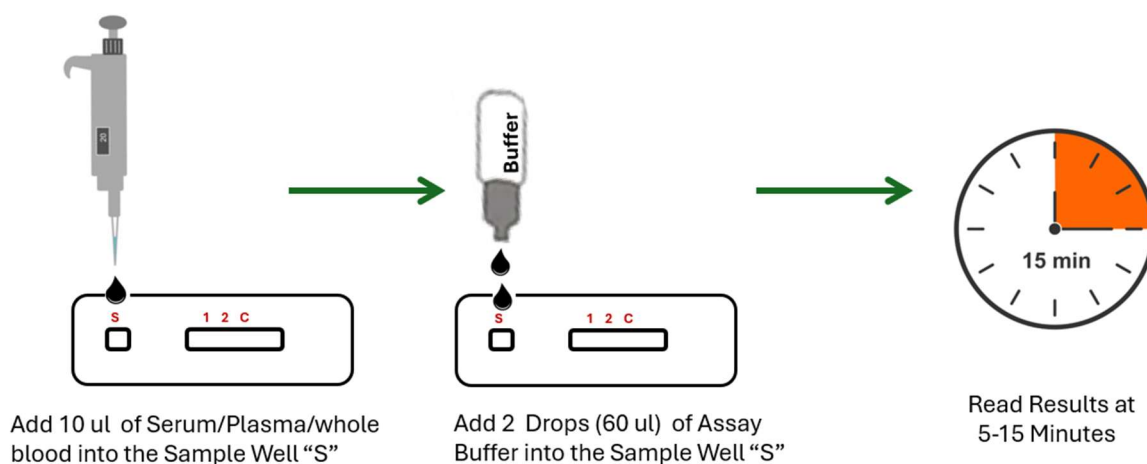 20
Buffer
S
1 2 C
S
1 2 C
15 min
Add 10 ul of Serum/Plasma/whole
blood into the Sample Well “S”
Add 2 Drops (60 ul) of Assay
Buffer into the Sample Well “S”
Read Results at
5-15 Minutes